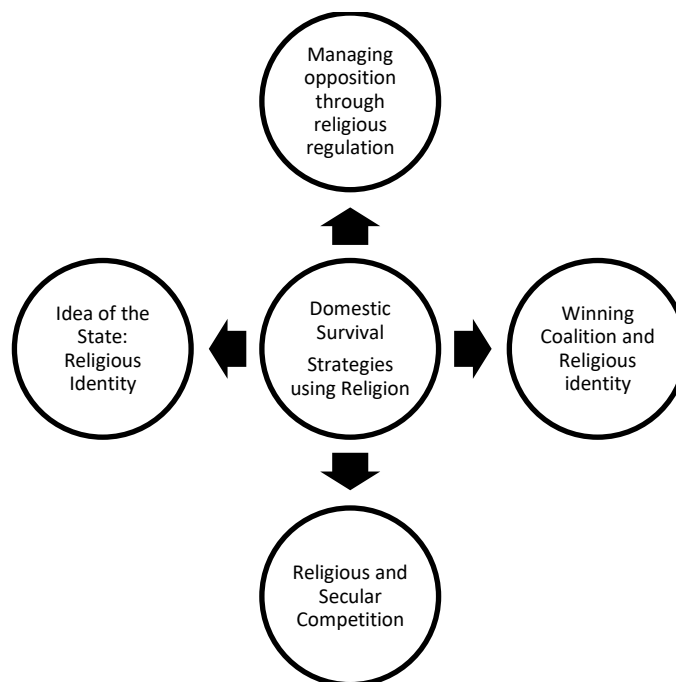 Managing
opposition
through
religious
regulation
Idea of the
State:
Religious
Identity
Domestic
Survival
Strategies
using Religion
Winning
Coalition and
Religious
identity
Religious and
Secular
Competition